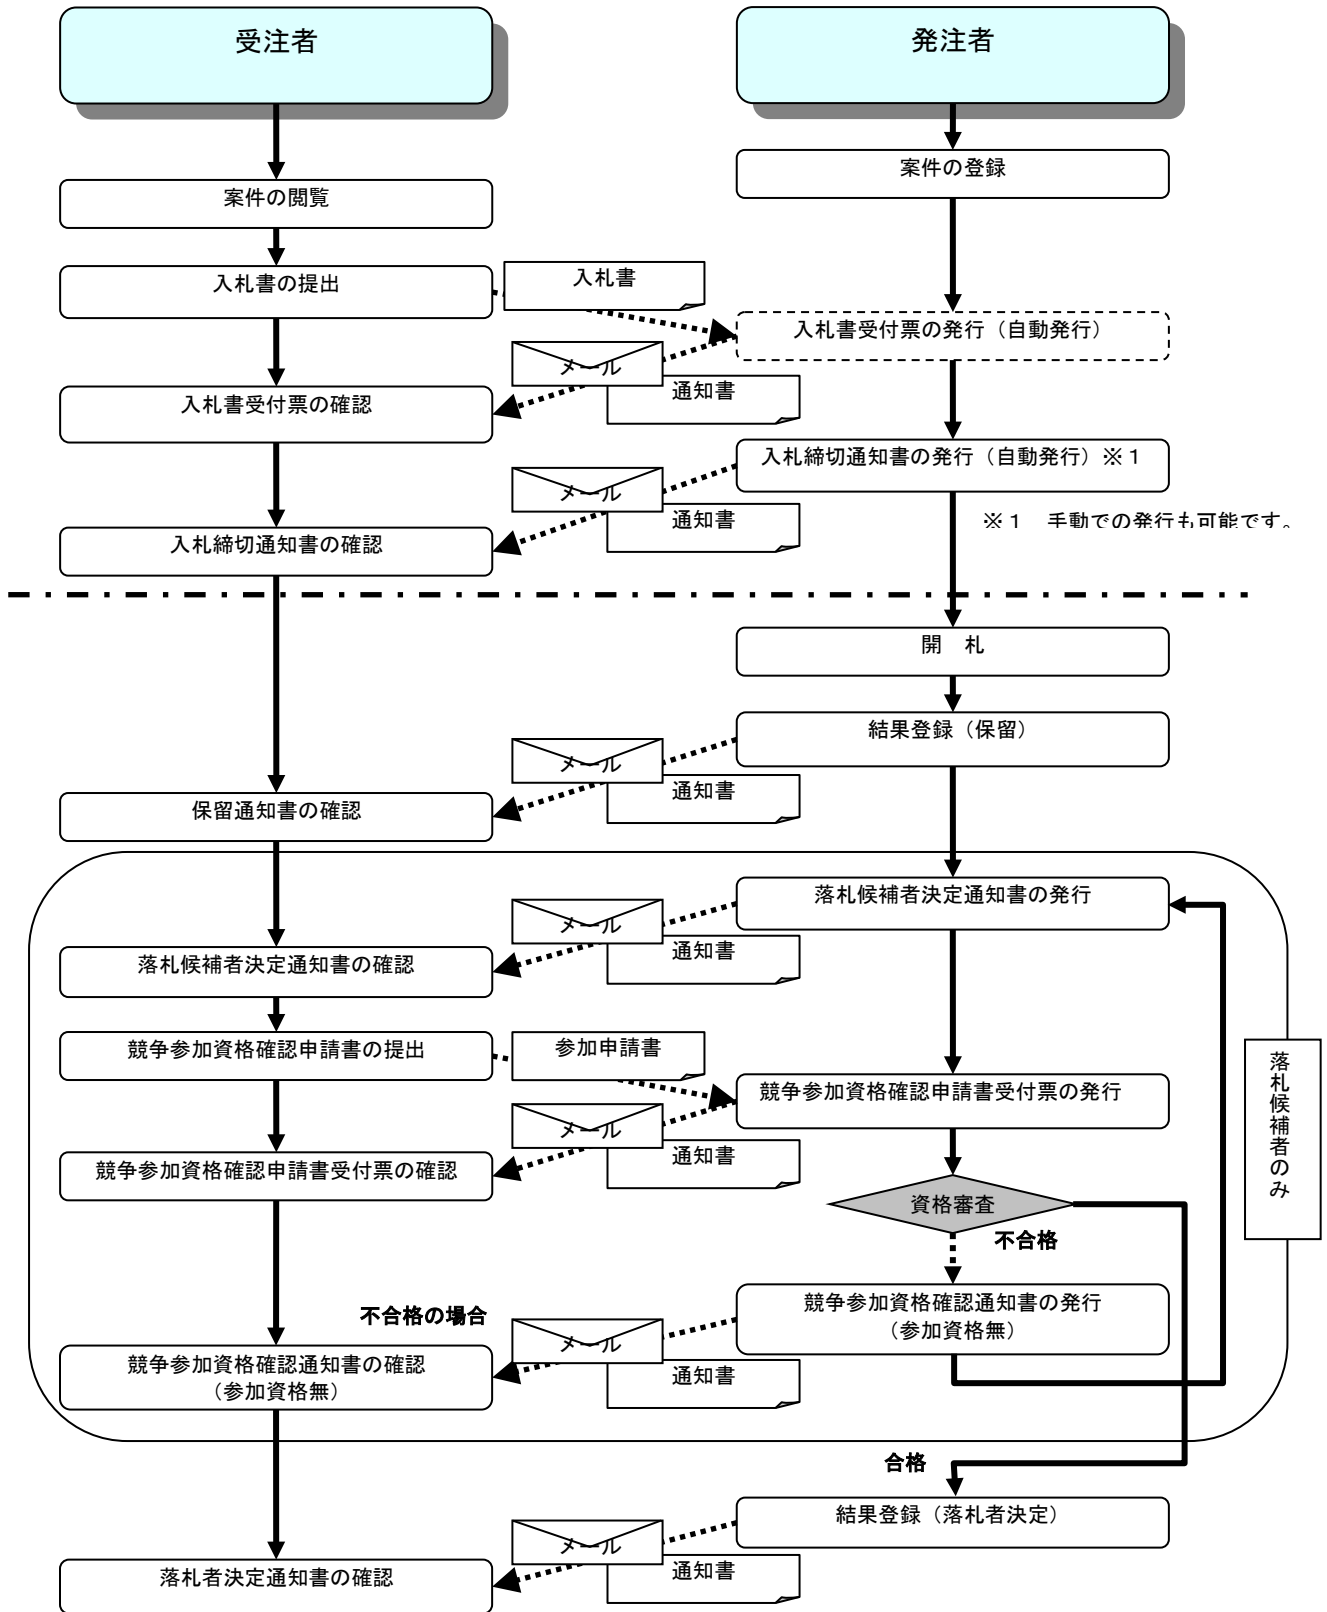 受注者
発注者
案件の登録
案件の閲覧
入札書の提出
入札書
入札書受付票の発行（自動発行）
メール
通知書
入札書受付票の確認
入札締切通知書の発行（自動発行）※１
メール
通知書
※１　手動での発行も可能です。
入札締切通知書の確認
開　札
結果登録（保留）
メール
通知書
保留通知書の確認
落札候補者決定通知書の発行
メール
通知書
落札候補者決定通知書の確認
競争参加資格確認申請書の提出
参加申請書
競争参加資格確認申請書受付票の発行
メール
通知書
競争参加資格確認申請書受付票の確認
落札候補者のみ
資格審査
不合格
競争参加資格確認通知書の発行
（参加資格無）
不合格の場合
メール
通知書
競争参加資格確認通知書の確認
（参加資格無）
合格
結果登録（落札者決定）
メール
通知書
落札者決定通知書の確認